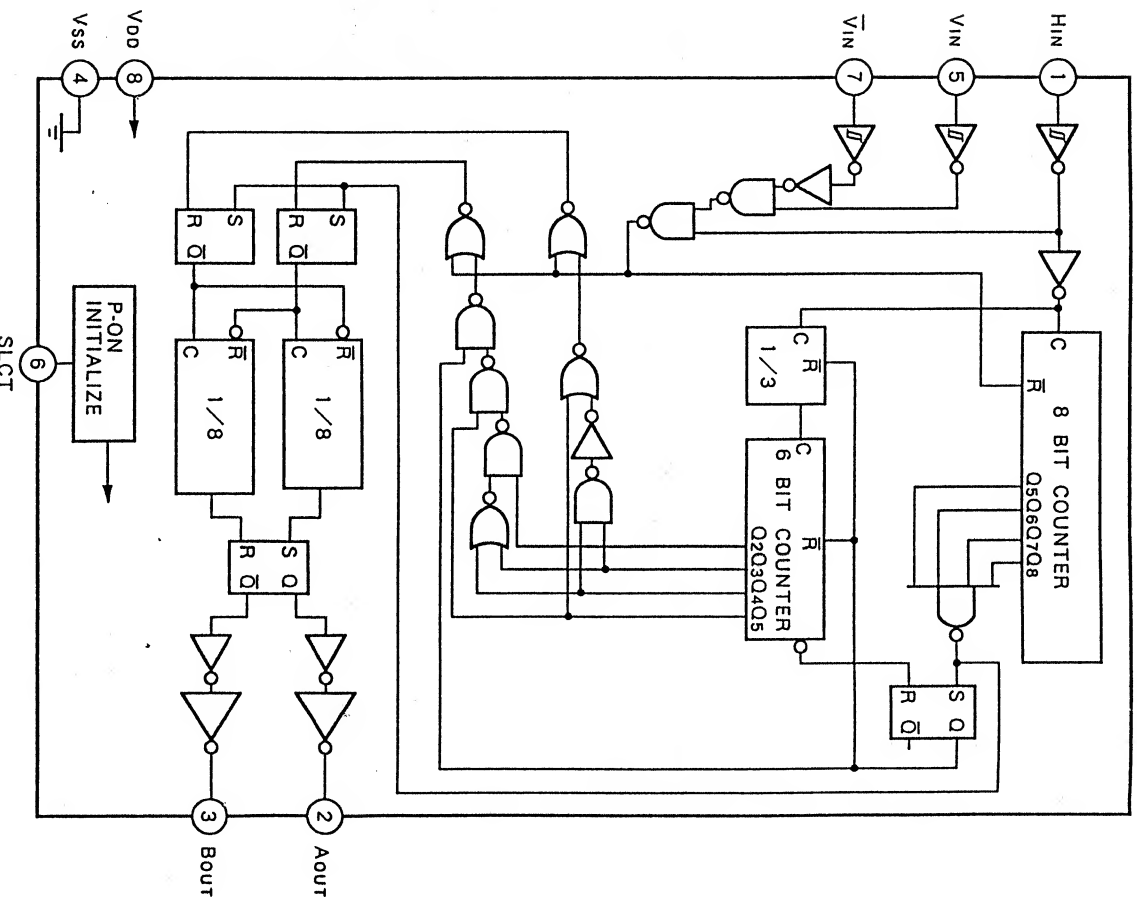 HIN
VIN
V̅IN
VDD
VSS
1
5
7
8
4
C
R̅
8 BIT COUNTER
Q5Q6Q7Q8
C
R̅
1/3
C
R̅
6 BIT COUNTER
Q2Q3Q4Q5
S
Q
R
Q̅
S
R
Q̅
S
R
Q̅
R̅
C
1/8
R̅
C
1/8
S
Q
R
Q̅
P-ON
INITIALIZE
6
SLCT
2
AOUT
3
BOUT